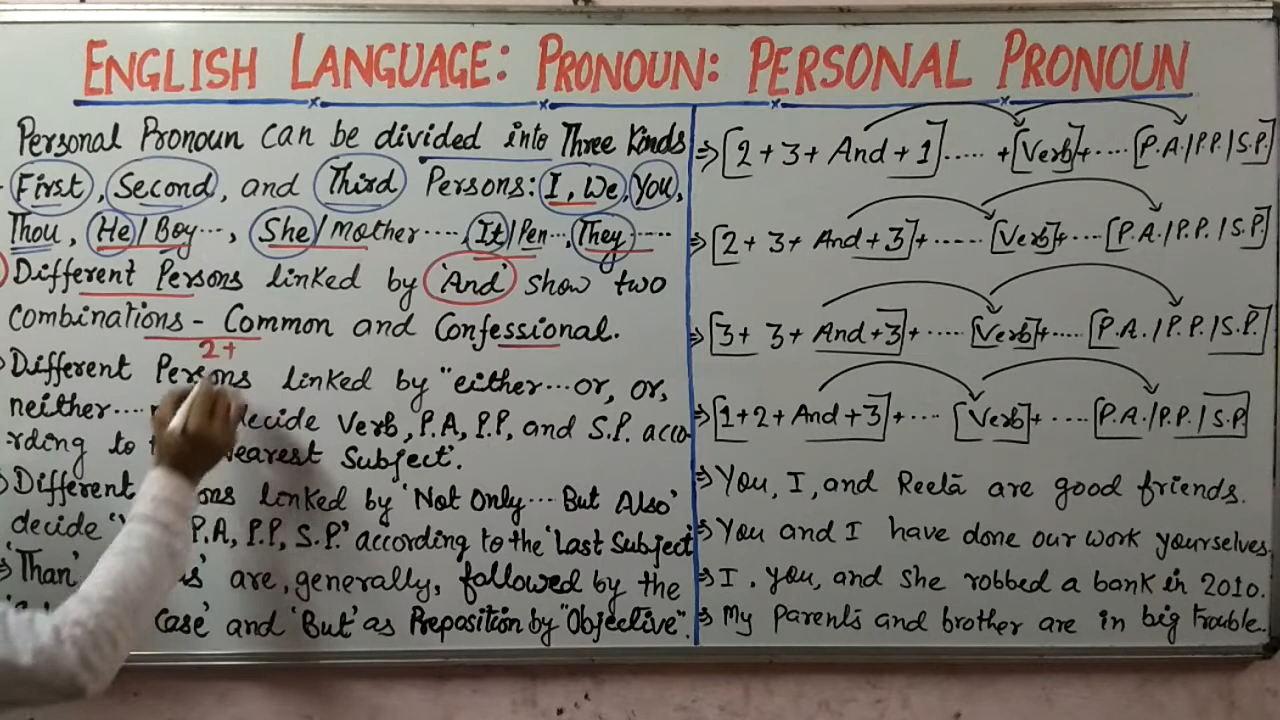 ENGLISH LANGUAGE: PRONOUN: PERSONAL PRONOUN
Personal Pronoun can be divided into Three Kinds
First, Second, and Third Persons: I, We, You,
Thou, He/Boy..., She/Mother...., It/Pen..., They.....
Different Persons linked by 'And' show two
Combinations - Common and Confessional.
2+
Different Persons linked by "either...or, or,
neither.... decide Verb, P.A, P.P, and S.P. acco
rding to Nearest Subject'.
Different linked by 'Not Only.... But Also'
decide P.A, P.P, S.P.' according to the 'Last Subject
'Than' are, generally, followed by the
Case' and 'But' as Preposition by "Objective".
⇒[2+3+And+1].....+[Verb]+....[P.A./P.P./S.P.]
⇒[2+3+And+3]+.....[Verb]+....[P.A./P.P./S.P.]
⇒[3+3+And+3]+.....[Verb]+....[P.A./P.P./S.P.]
⇒[1+2+And+3]+....[Verb]+....[P.A./P.P./S.P.]
⇒You, I, and Reetā are good friends.
⇒You and I have done our work yourselves.
⇒I, you, and she robbed a bank in 2010.
⇒My parents and brother are in big trouble.